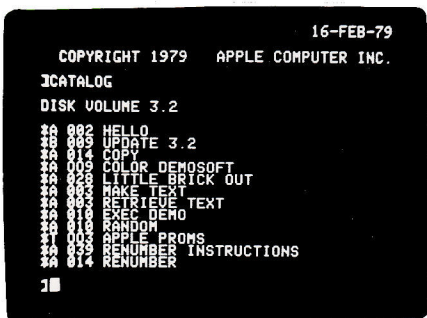 16-FEB-79
COPYRIGHT 1979 APPLE COMPUTER INC.
]CATALOG
DISK VOLUME 3.2
*A 002 HELLO
*B 009 UPDATE 3.2
*A 014 COPY
*A 009 COLOR DEMOSOFT
*A 028 LITTLE BRICK OUT
*A 003 MAKE TEXT
*A 003 RETRIEVE TEXT
*A 010 EXEC DEMO
*A 010 RANDOM
*T 003 APPLE PROMS
*A 039 RENUMBER INSTRUCTIONS
*A 014 RENUMBER
]